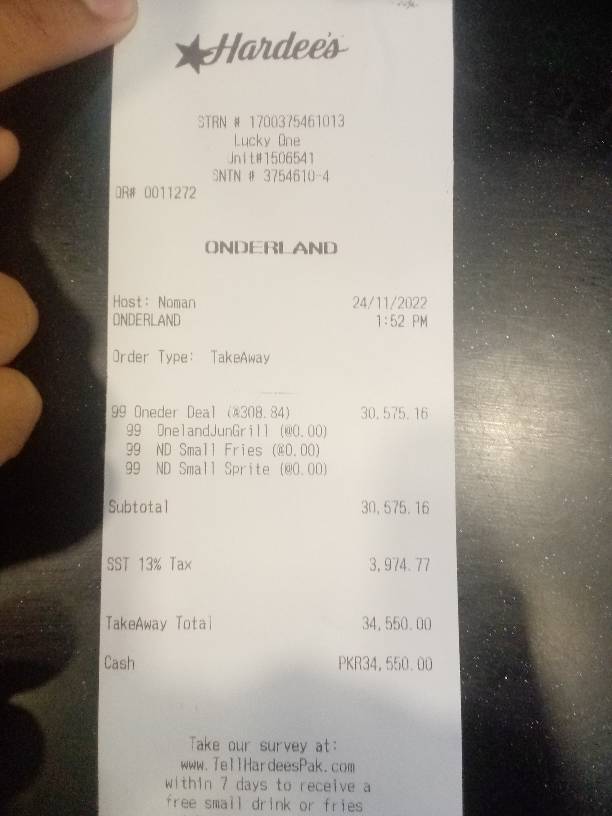 Hardee's
STRN # 1700375461013
Lucky One
Unit#1506541
SNTN # 3754610-4
OR# 0011272
ONDERLAND
Host: Noman 24/11/2022
ONDERLAND 1:52 PM
Order Type: TakeAway
99 Oneder Deal (@308.84) 30,575.16
99 OnelandJunGrill (@0.00)
99 ND Small Fries (@0.00)
99 ND Small Sprite (@0.00)
Subtotal 30,575.16
SST 13% Tax 3,974.77
TakeAway Total 34,550.00
Cash PKR34,550.00
Take our survey at:
www.TellHardeesPak.com
within 7 days to receive a
free small drink or fries